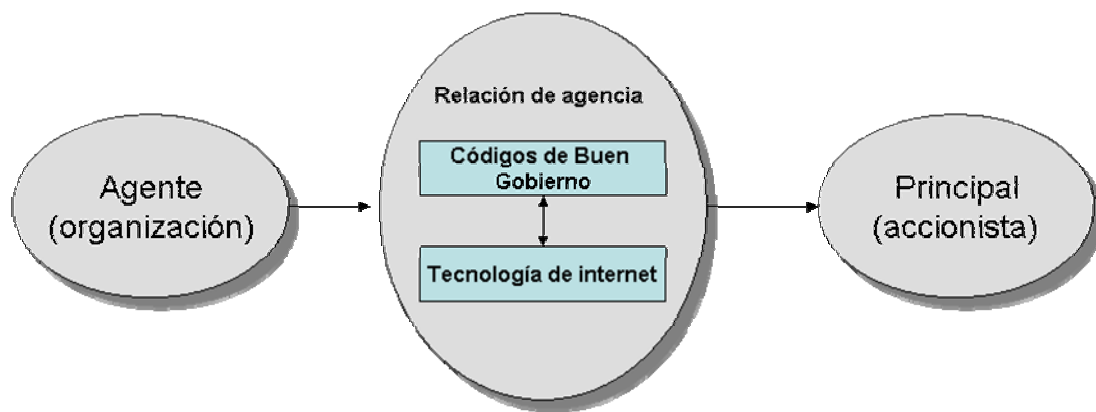 Agente
(organización)
Relación de agencia
Códigos de Buen
Gobierno
Tecnología de internet
Principal
(accionista)